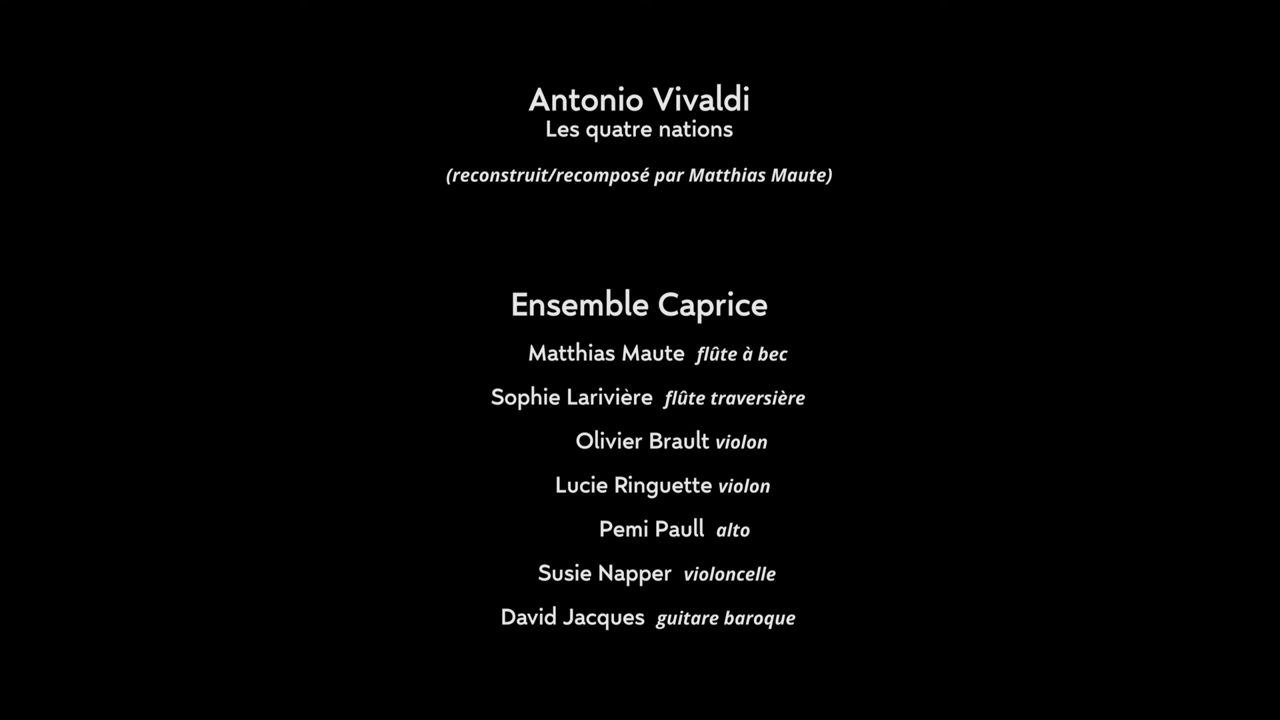 Antonio Vivaldi
Les quatre nations
(reconstruit/recomposé par Matthias Maute)
Ensemble Caprice
Matthias Maute flûte à bec
Sophie Larivière flûte traversière
Olivier Brault violon
Lucie Ringuette violon
Pemi Paull alto
Susie Napper violoncelle
David Jacques guitare baroque